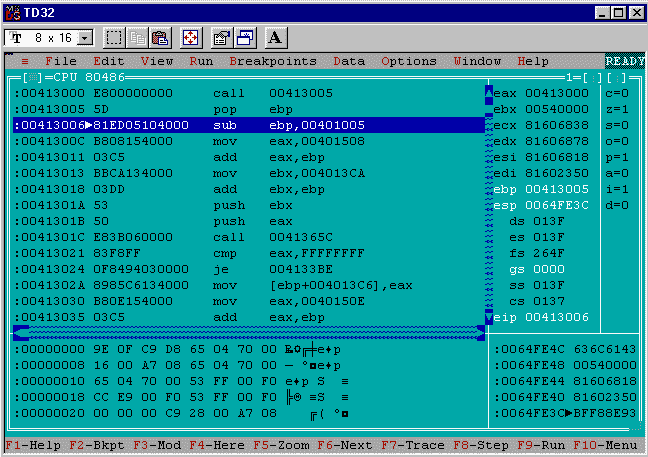 TD32
8 x 16
≡ File Edit View Run Breakpoints Data Options Window Help READY
CPU 80486 1
:00413000 E800000000 call 00413005 eax 00413000 c=0
:00413005 5D pop ebp ebx 00540000 z=1
:00413006►81ED05104000 sub ebp,00401005 ecx 81606838 s=0
:0041300C B808154000 mov eax,00401508 edx 81606878 o=0
:00413011 03C5 add eax,ebp esi 81606818 p=1
:00413013 BBCA134000 mov ebx,004013CA edi 81602350 a=0
:00413018 03DD add ebx,ebp ebp 00413005 i=1
:0041301A 53 push ebx esp 0064FE3C d=0
:0041301B 50 push eax ds 013F
:0041301C E83B060000 call 0041365C es 013F
:00413021 83F8FF cmp eax,FFFFFFFF fs 264F
:00413024 0F8494030000 je 004133BE gs 0000
:0041302A 8985C6134000 mov [ebp+004013C6],eax ss 013F
:00413030 B80E154000 mov eax,0040150E cs 0137
:00413035 03C5 add eax,ebp eip 00413006
:00000000 9E 0F C9 D8 65 04 70 00 ₧☼╔╪e♦p :0064FE4C 636C6143
:00000008 16 00 A7 08 65 04 70 00 ▬ º◘e♦p :0064FE48 00540000
:00000010 65 04 70 00 53 FF 00 F0 e♦p S ≡ :0064FE44 81606818
:00000018 CC E9 00 F0 53 FF 00 F0 ╠Θ ≡S ≡ :0064FE40 81602350
:00000020 00 00 00 C9 28 00 A7 08 ╔( º◘ :0064FE3C►BFF88E93
F1-Help F2-Bkpt F3-Mod F4-Here F5-Zoom F6-Next F7-Trace F8-Step F9-Run F10-Menu